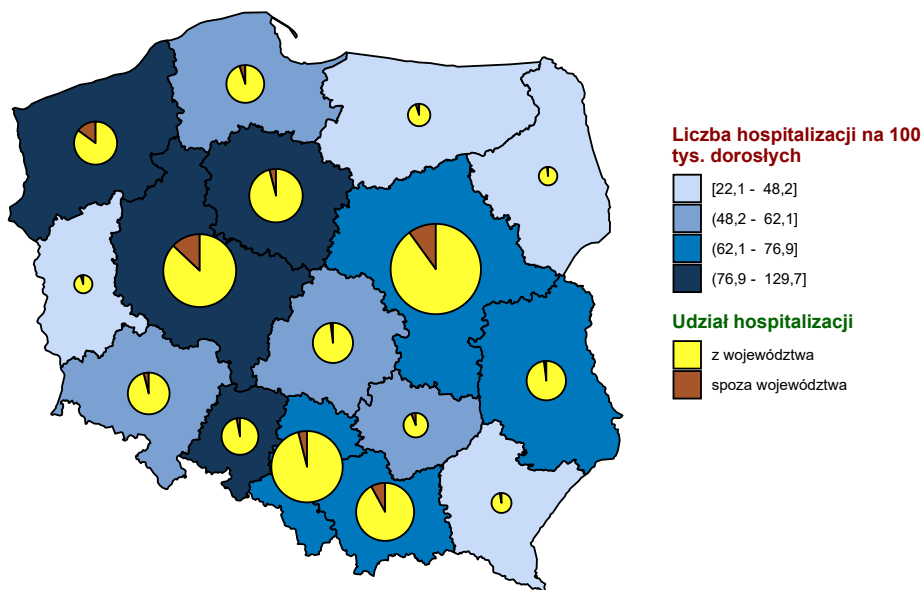 Liczba hospitalizacji na 100
tys. dorosłych
[22,1 - 48,2]
(48,2 - 62,1]
(62,1 - 76,9]
(76,9 - 129,7]
Udział hospitalizacji
z województwa
spoza województwa